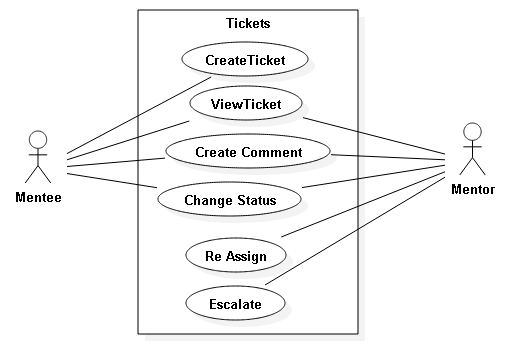 Tickets
CreateTicket
ViewTicket
Create Comment
Change Status
Re Assign
Escalate
Mentee
Mentor